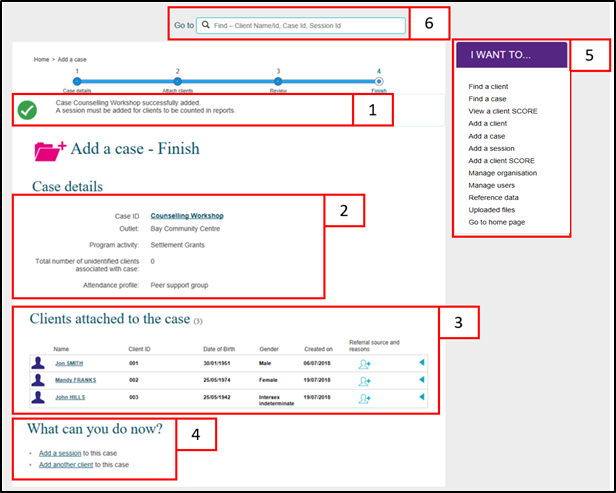 Go to Find – Client Name/Id, Case Id, Session Id
6
Home > Add a case
1 2 3 4
Case details Attach clients Review Finish
Case Counselling Workshop successfully added.
A session must be added for clients to be counted in reports.
1
Add a case - Finish
Case details
Case ID Counselling Workshop
Outlet: Bay Community Centre
Program activity: Settlement Grants
Total number of unidentified clients 0
associated with case:
Attendance profile: Peer support group
2
Clients attached to the case (3)
3
Name Client ID Date of Birth Gender Created on Referral source and
reasons
Jon SMITH 001 30/01/1951 Male 06/07/2018
Mandy FRANKS 002 25/05/1974 Female 19/07/2018
John HILLS 003 25/05/1942 Intersex 19/07/2018
indeterminate
What can you do now?
4
Add a session to this case
Add another client to this case
I WANT TO...
5
Find a client
Find a case
View a client SCORE
Add a client
Add a case
Add a session
Add a client SCORE
Manage organisation
Manage users
Reference data
Uploaded files
Go to home page